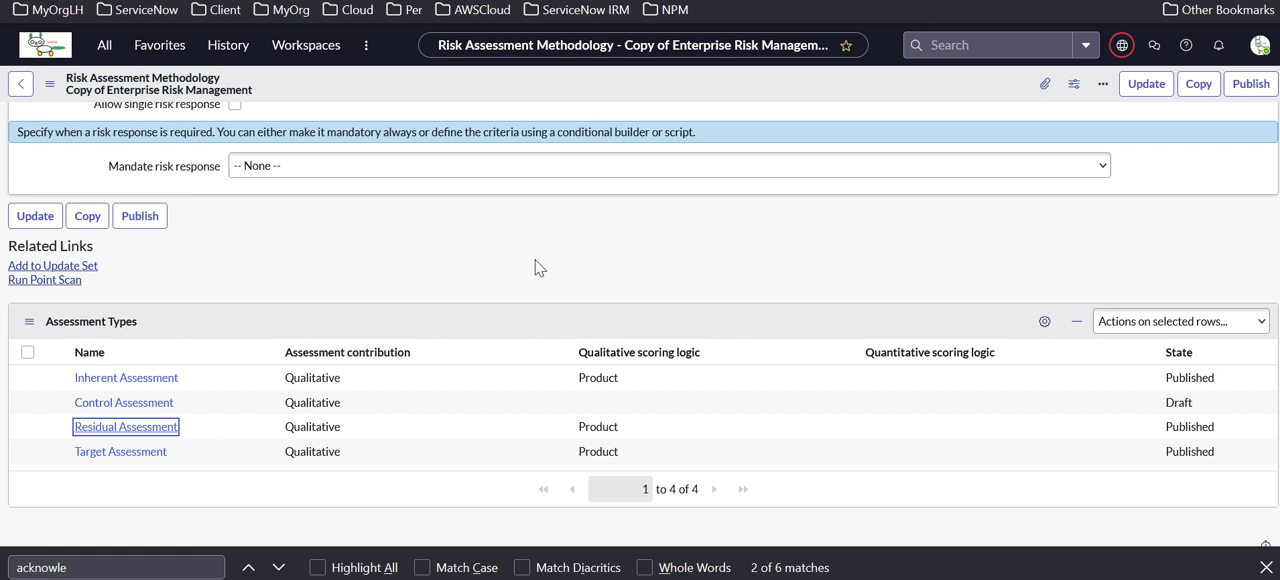 MyOrgLH ServiceNow Client MyOrg Cloud Per AWSCloud ServiceNow IRM NPM Other Bookmarks
All Favorites History Workspaces Risk Assessment Methodology - Copy of Enterprise Risk Managem... Search
Risk Assessment Methodology
Copy of Enterprise Risk Management
Update Copy Publish
Allow single risk response
Specify when a risk response is required. You can either make it mandatory always or define the criteria using a conditional builder or script.
Mandate risk response -- None --
Update Copy Publish
Related Links
Add to Update Set
Run Point Scan
Assessment Types Actions on selected rows...
Name Assessment contribution Qualitative scoring logic Quantitative scoring logic State
Inherent Assessment Qualitative Product Published
Control Assessment Qualitative Draft
Residual Assessment Qualitative Product Published
Target Assessment Qualitative Product Published
1 to 4 of 4
acknowle Highlight All Match Case Match Diacritics Whole Words 2 of 6 matches